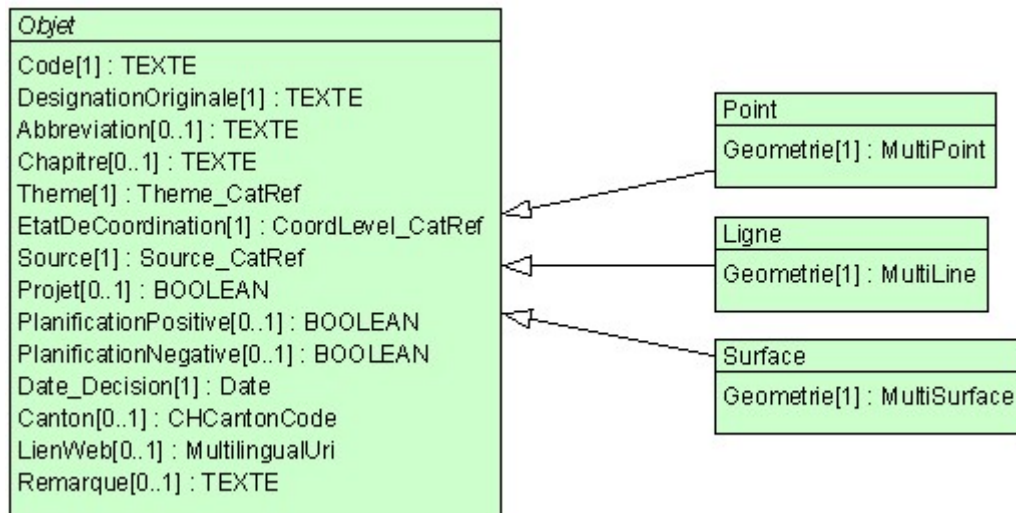 Objet
Code[1] : TEXTE
DesignationOriginale[1] : TEXTE
Abbreviation[0..1] : TEXTE
Chapitre[0..1] : TEXTE
Theme[1] : Theme_CatRef
EtatDeCoordination[1] : CoordLevel_CatRef
Source[1] : Source_CatRef
Projet[0..1] : BOOLEAN
PlanificationPositive[0..1] : BOOLEAN
PlanificationNegative[0..1] : BOOLEAN
Date_Decision[1] : Date
Canton[0..1] : CHCantonCode
LienWeb[0..1] : MultilingualUri
Remarque[0..1] : TEXTE
Point
Geometrie[1] : MultiPoint
Ligne
Geometrie[1] : MultiLine
Surface
Geometrie[1] : MultiSurface